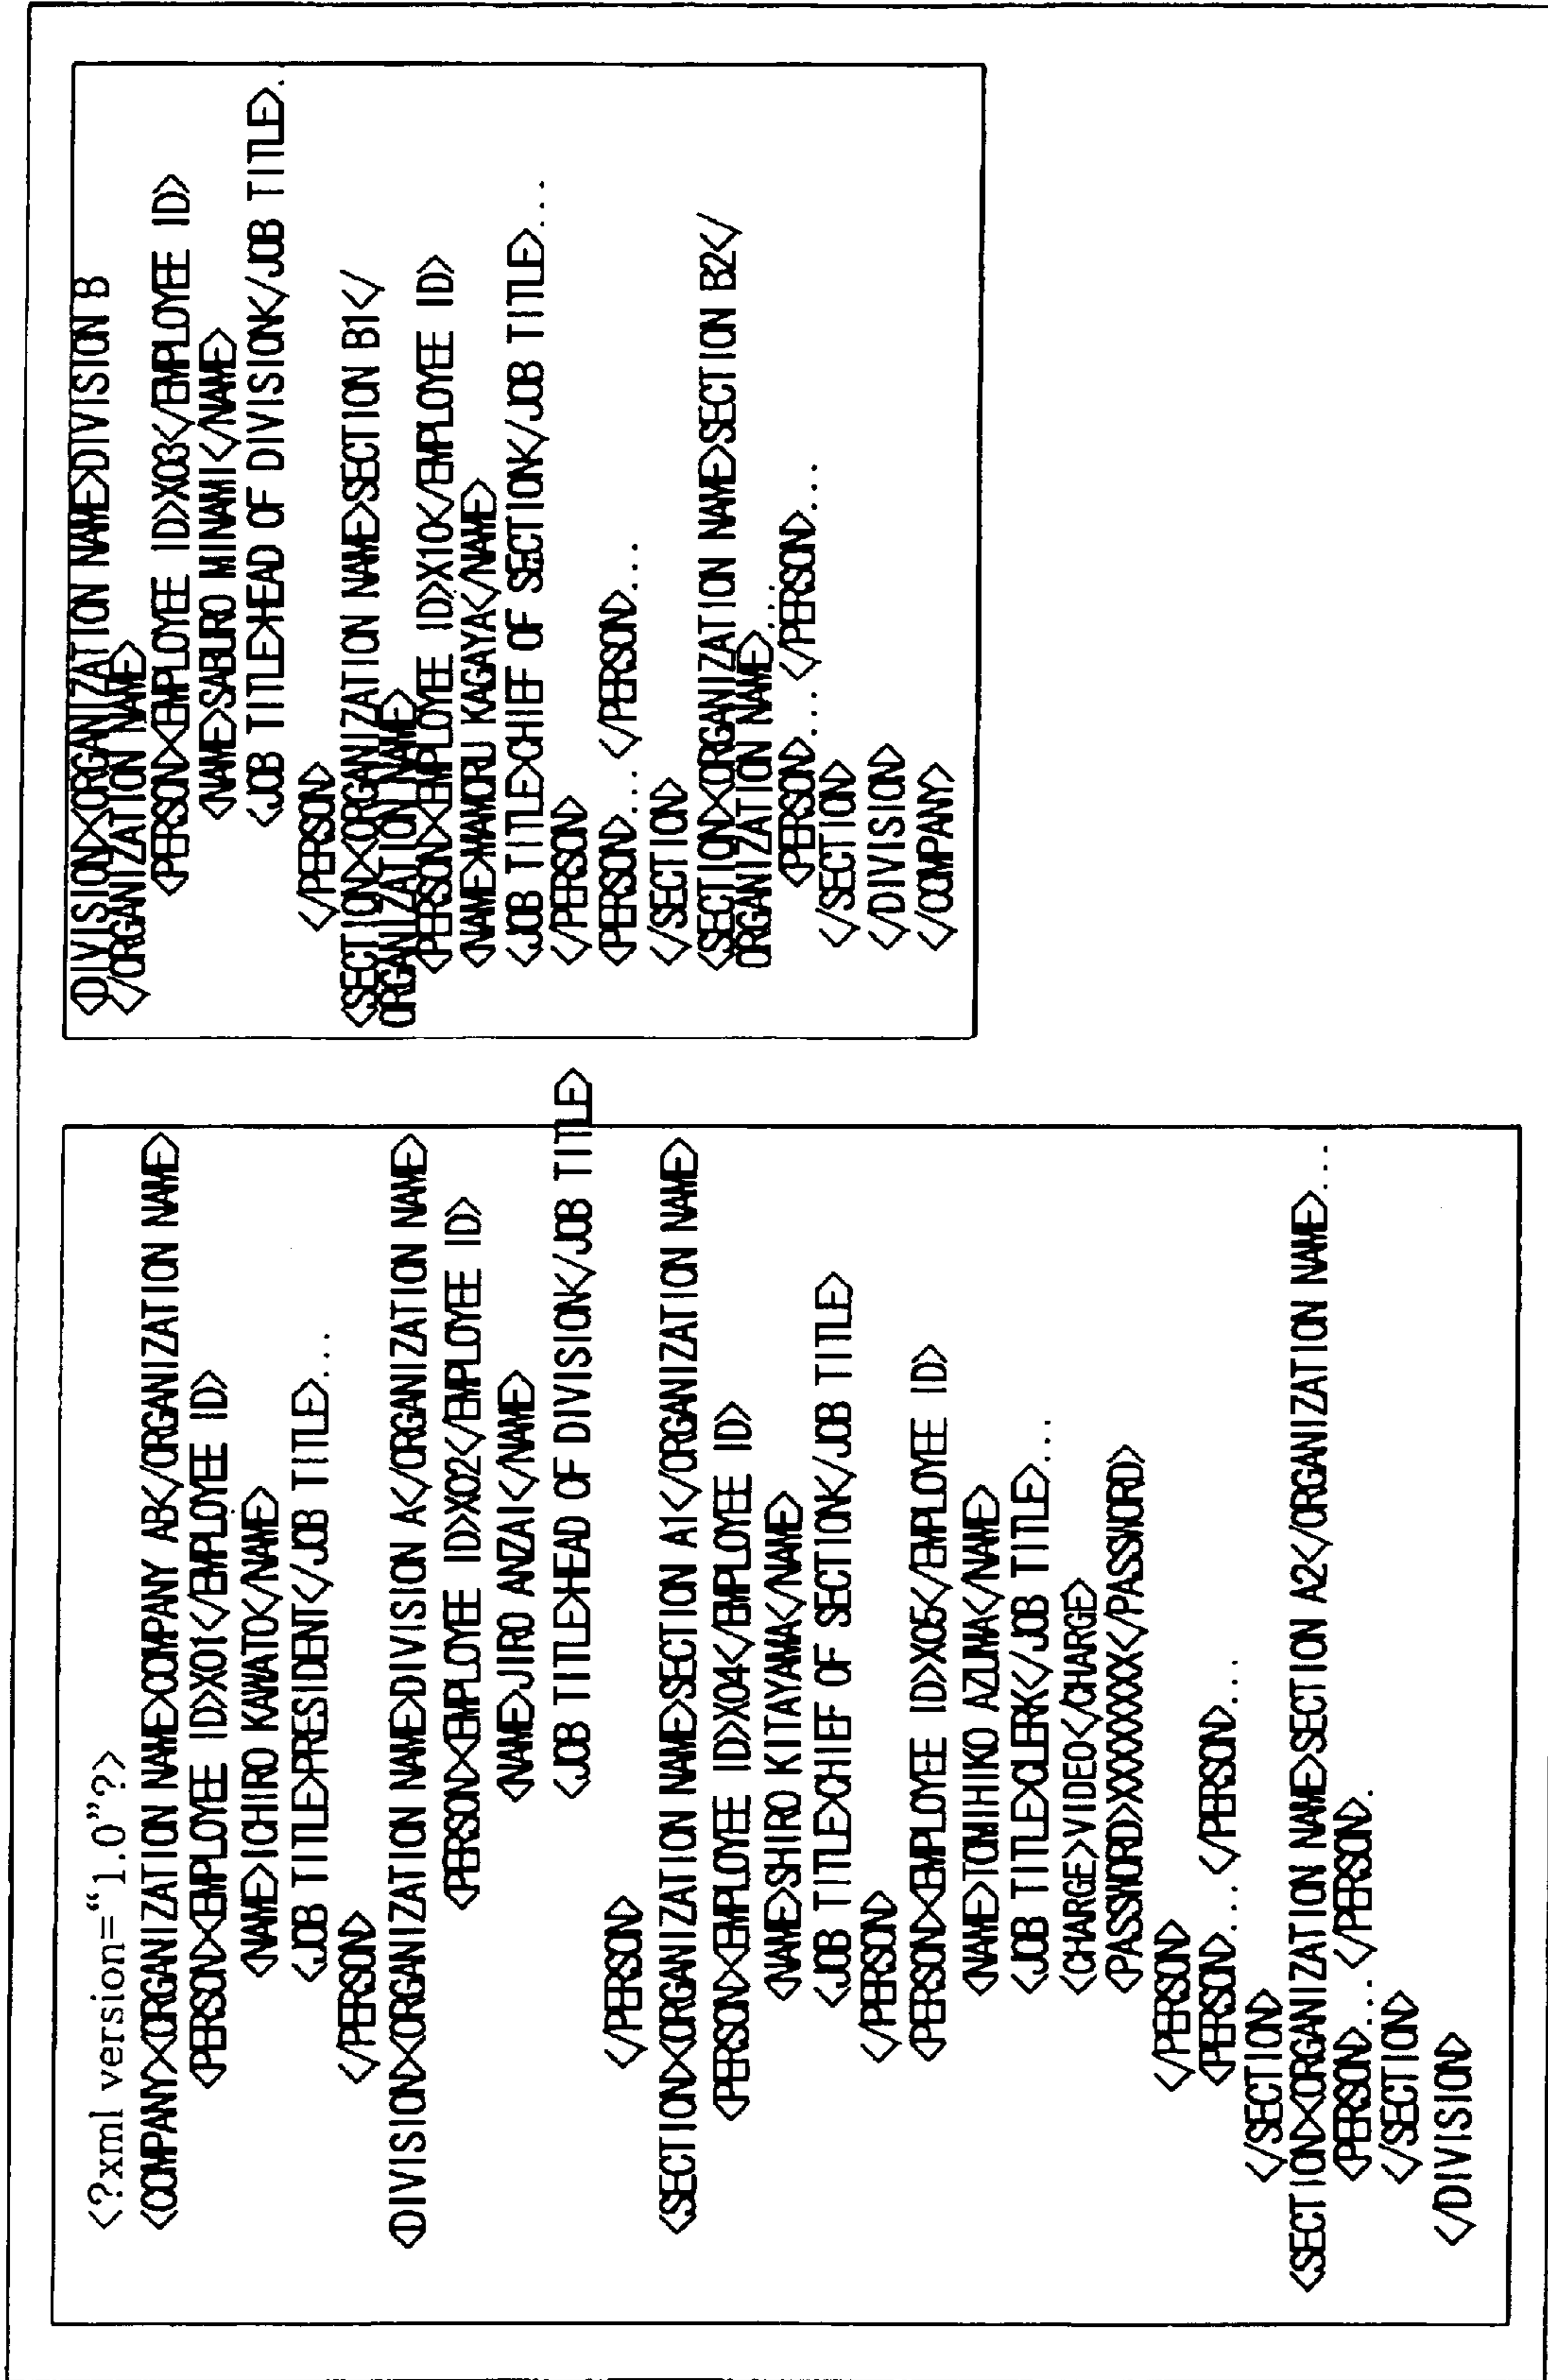 <?xml version=“1.0”?>
<COMPANY><ORGANIZATION NAME>COMPANY AB</ORGANIZATION NAME>
<PERSON><EMPLOYEE ID>X01</EMPLOYEE ID>
<NAME>ICHIRO KAWATO</NAME>
<JOB TITLE>PRESIDENT</JOB TITLE>...
</PERSON>
<DIVISION><ORGANIZATION NAME>DIVISION A</ORGANIZATION NAME>
<PERSON><EMPLOYEE ID>X02</EMPLOYEE ID>
<NAME>JIRO ANZAI</NAME>
<JOB TITLE>HEAD OF DIVISION</JOB TITLE>
</PERSON>
<SECTION><ORGANIZATION NAME>SECTION A1</ORGANIZATION NAME>
<PERSON><EMPLOYEE ID>X04</EMPLOYEE ID>
<NAME>SHIRO KITAYAMA</NAME>
<JOB TITLE>CHIEF OF SECTION</JOB TITLE>
</PERSON>
<PERSON><EMPLOYEE ID>X05</EMPLOYEE ID>
<NAME>TOMIHIKO AZUMA</NAME>
<JOB TITLE>CLERK</JOB TITLE>...
<CHARGE>VIDEO</CHARGE>
<PASSWORD>XXXXXXXX</PASSWORD>
</PERSON>
<PERSON>... </PERSON>...
</SECTION>
<SECTION><ORGANIZATION NAME>SECTION A2</ORGANIZATION NAME>...
<PERSON>... </PERSON>.
</SECTION>
</DIVISION>
<DIVISION><ORGANIZATION NAME>DIVISION B
</ORGANIZATION NAME>
<PERSON><EMPLOYEE ID>X03</EMPLOYEE ID>
<NAME>SABURO MINAMI</NAME>
<JOB TITLE>HEAD OF DIVISION</JOB TITLE>.
</PERSON>
<SECTION><ORGANIZATION NAME>SECTION B1</
ORGANIZATION NAME>
<PERSON><EMPLOYEE ID>X10</EMPLOYEE ID>
<NAME>MAMORU KAGAYA</NAME>
<JOB TITLE>CHIEF OF SECTION</JOB TITLE>...
</PERSON>
<PERSON>... </PERSON>...
</SECTION>
<SECTION><ORGANIZATION NAME>SECTION B2</
ORGANIZATION NAME>...
<PERSON>... </PERSON>...
</SECTION>
</DIVISION>
</COMPANY>